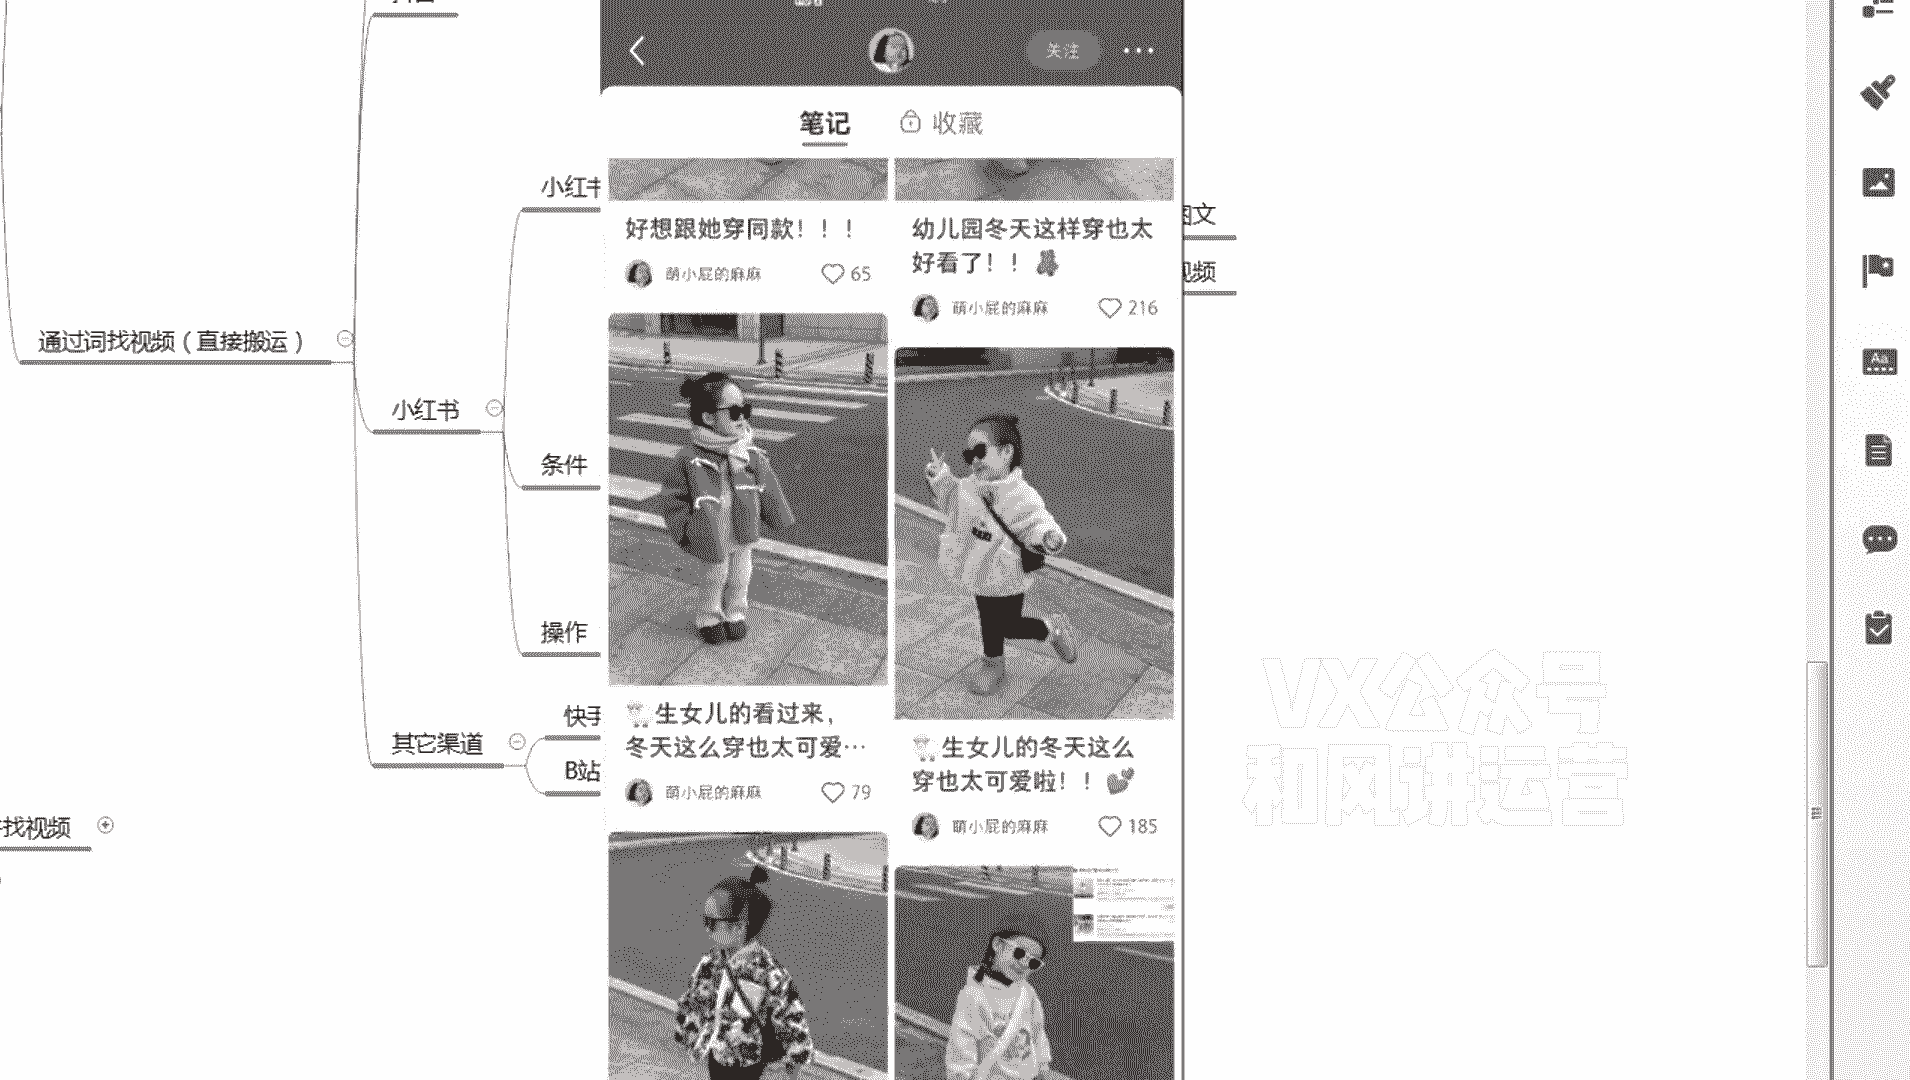 关注
笔记
收藏
小红书
好想跟她穿同款！！！
萌小屁的麻麻
65
幼儿园冬天这样穿也太
好看了！！
萌小屁的麻麻
216
图文
视频
通过词找视频（直接搬运）
小红书
条件
操作
生女儿的看过来，
冬天这么穿也太可爱…
萌小屁的麻麻
79
生女儿的冬天这么
穿也太可爱啦！！
萌小屁的麻麻
185
其它渠道
快手
B站
找视频
Aa
VX公众号
和风讲运营